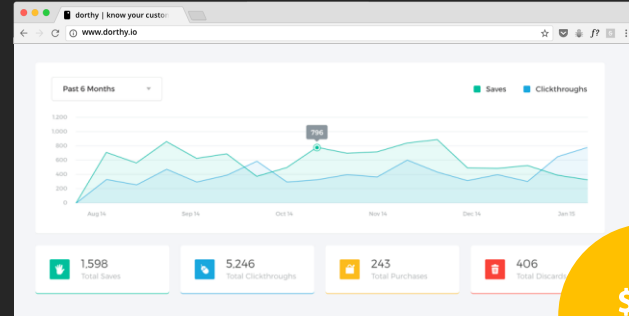 dorthy | know your custon
www.dorthy.io
f?
Past 6 Months
Saves
Clickthroughs
1,200
1,000
800
600
400
200
0
796
Aug 14
Sep 14
Oct 14
Nov 14
Dec 14
Jan 15
1,598
Total Saves
5,246
Total Clickthroughs
243
Total Purchases
406
Total Discards
$